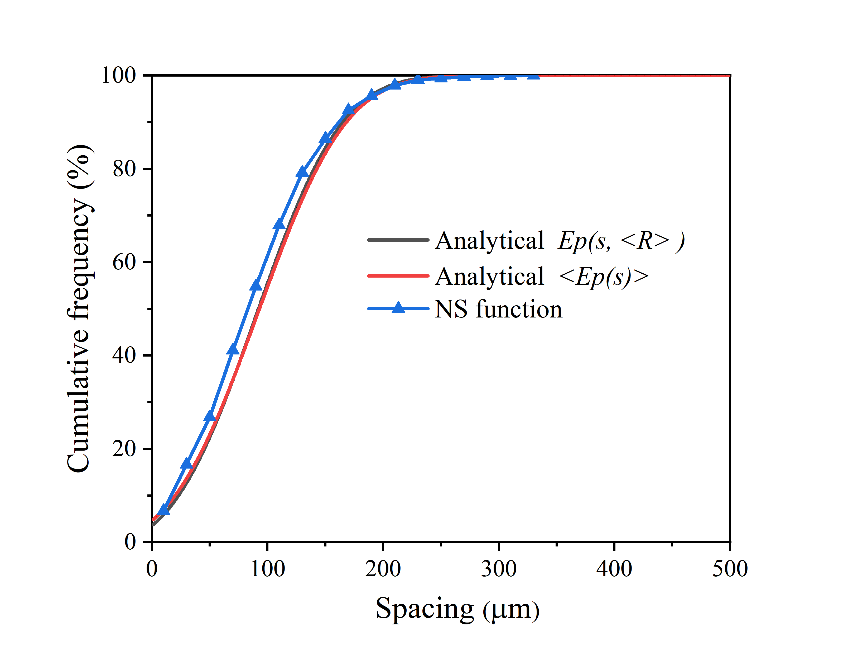 100
80
60
40
20
0
Cumulative frequency (%)
Analytical Ep(s, <R> )
Analytical <Ep(s)>
NS function
0 100 200 300 400 500
Spacing (μm)